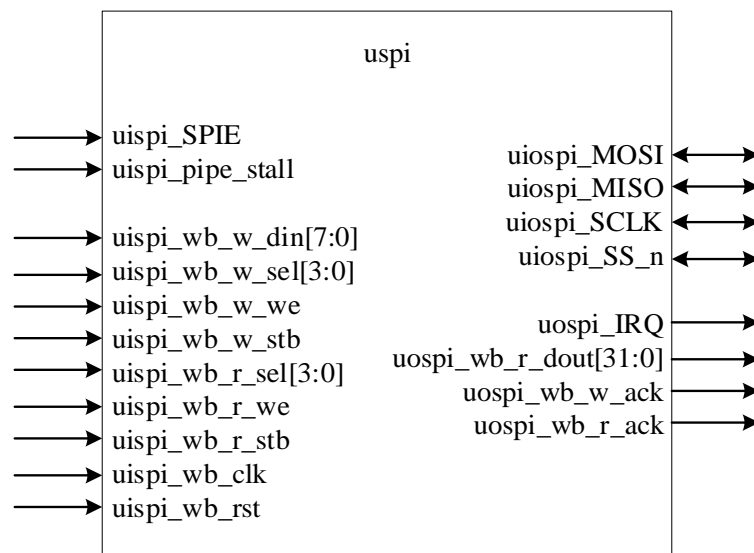 uspi
uispi_SPIE
uispi_pipe_stall
uispi_wb_w_din[7:0]
uispi_wb_w_sel[3:0]
uispi_wb_w_we
uispi_wb_w_stb
uispi_wb_r_sel[3:0]
uispi_wb_r_we
uispi_wb_r_stb
uispi_wb_clk
uispi_wb_rst
uiospi_MOSI
uiospi_MISO
uiospi_SCLK
uiospi_SS_n
uospi_IRQ
uospi_wb_r_dout[31:0]
uospi_wb_w_ack
uospi_wb_r_ack